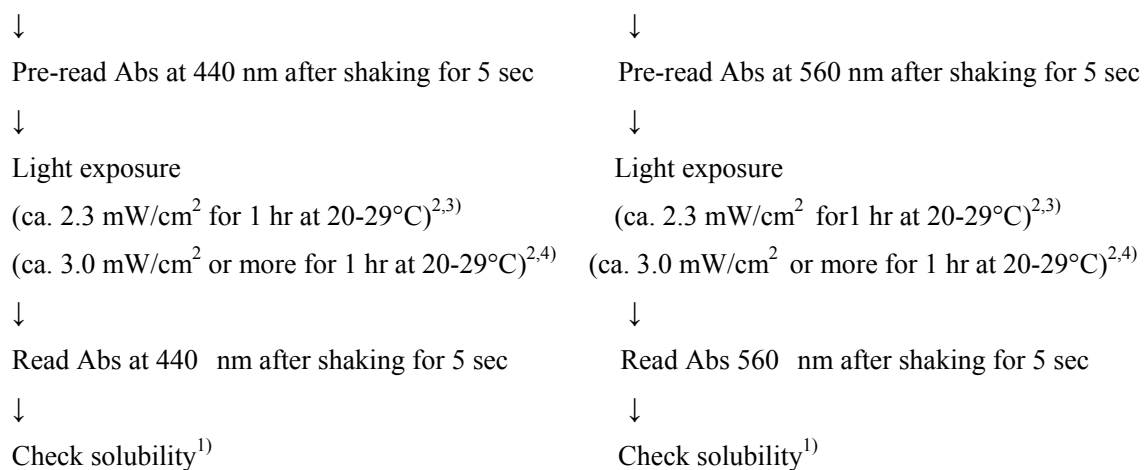 ↓ ↓
Pre-read Abs at 440 nm after shaking for 5 sec Pre-read Abs at 560 nm after shaking for 5 sec
↓ ↓
Light exposure Light exposure
(ca. 2.3 mW/cm² for 1 hr at 20-29°C)²,³⁾ (ca. 2.3 mW/cm² for1 hr at 20-29°C)²,³⁾
(ca. 3.0 mW/cm² or more for 1 hr at 20-29°C)²,⁴⁾ (ca. 3.0 mW/cm² or more for 1 hr at 20-29°C)²,⁴⁾
↓ ↓
Read Abs at 440 nm after shaking for 5 sec Read Abs 560 nm after shaking for 5 sec
↓ ↓
Check solubility¹⁾ Check solubility¹⁾